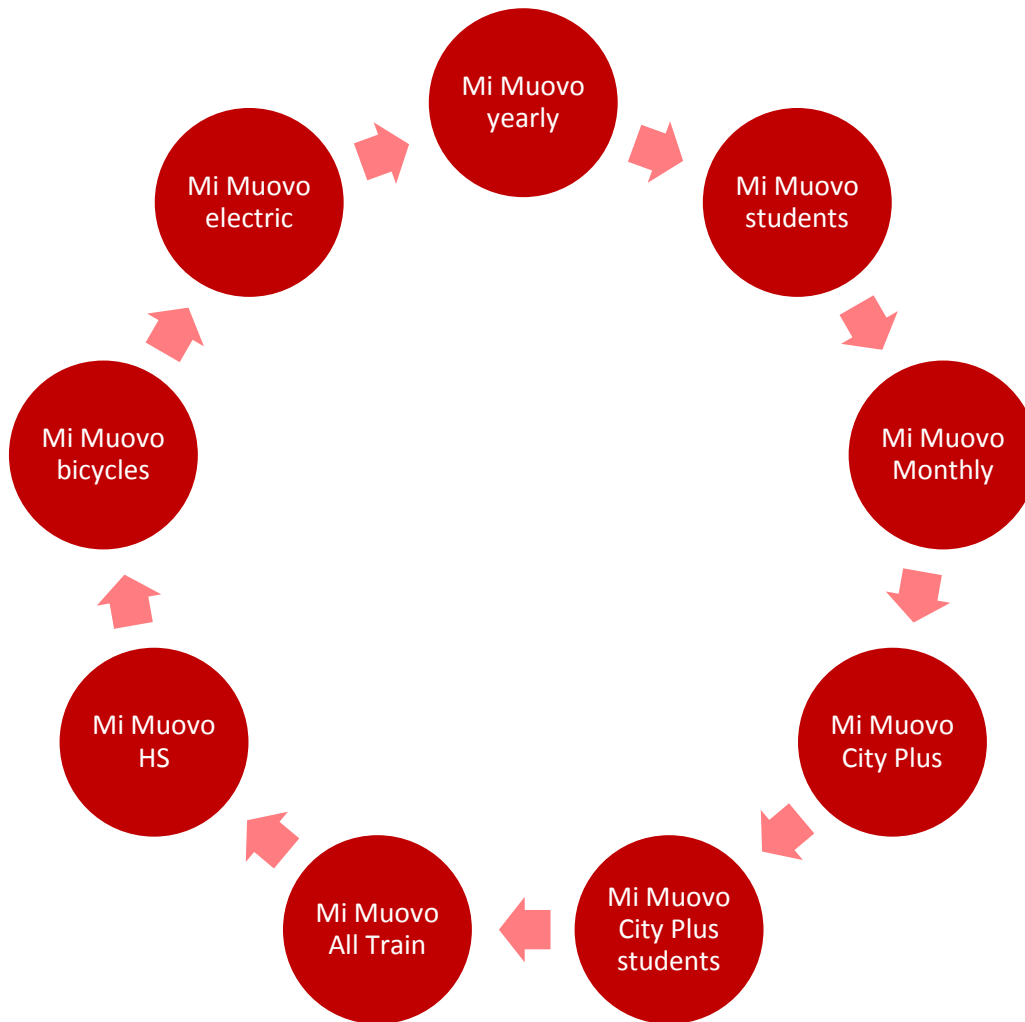 Mi Muovo
yearly
Mi Muovo
students
Mi Muovo
Monthly
Mi Muovo
City Plus
Mi Muovo
City Plus
students
Mi Muovo
All Train
Mi Muovo
HS
Mi Muovo
bicycles
Mi Muovo
electric